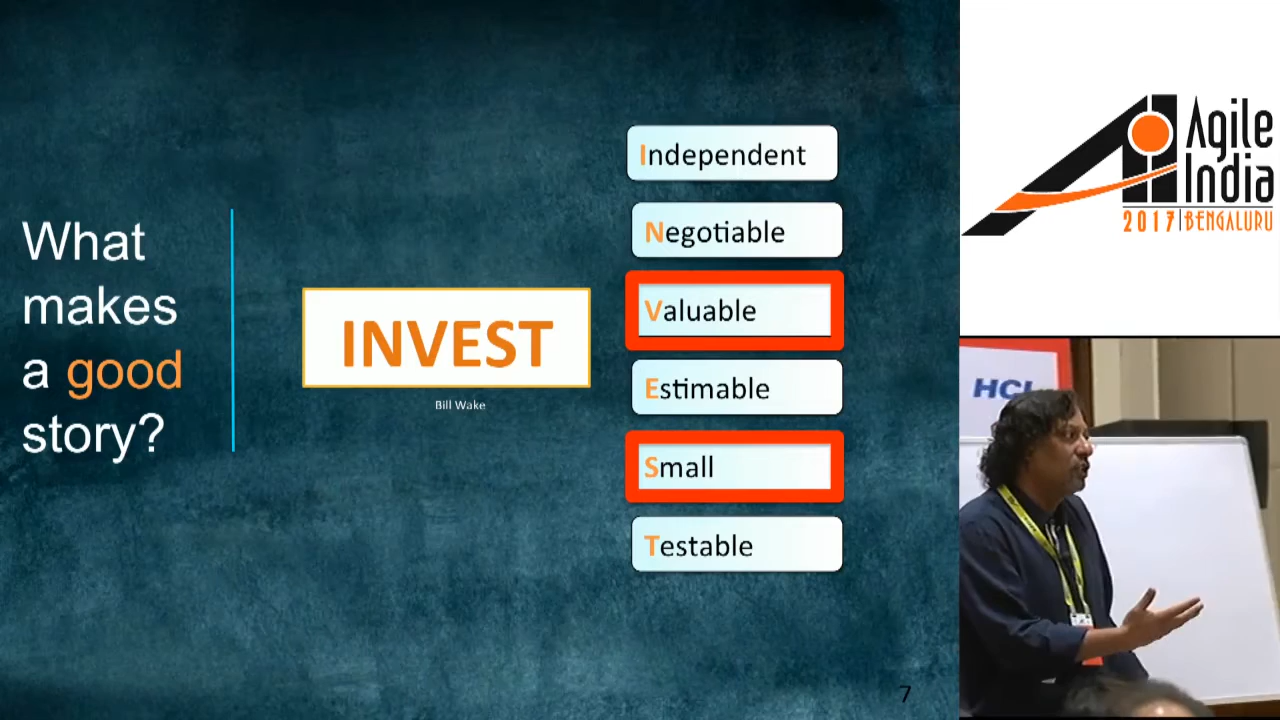 What
makes
a good
story?
INVEST
Bill Wake
Independent
Negotiable
Valuable
Estimable
Small
Testable
7
Agile
India
2017 | BENGALURU
HCL